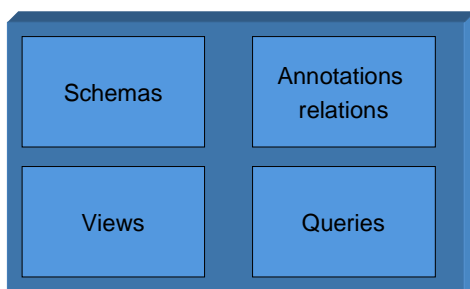 Schemas
Annotations
relations
Views
Queries